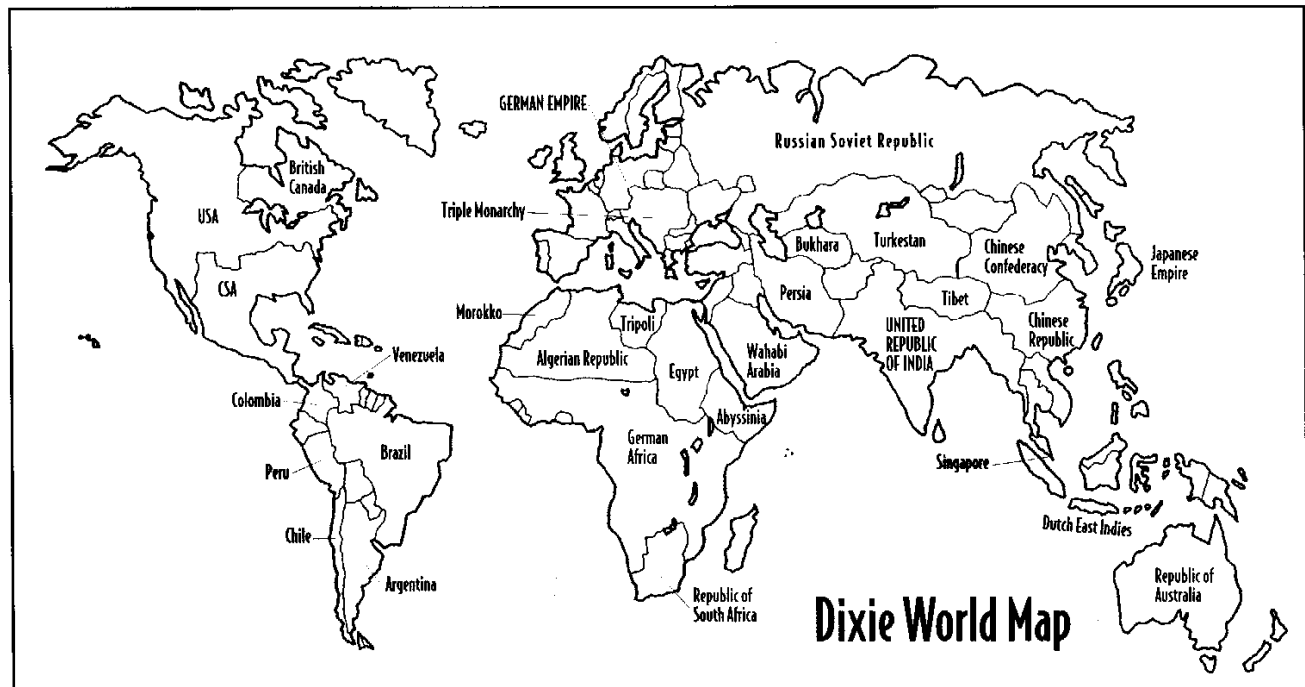 GERMAN EMPIRE
Russian Soviet Republic
British
Canada
USA
Triple Monarchy
Bukhara
Turkestan
Chinese
Confederacy
Japanese
Empire
CSA
Persia
Tibet
Morokko
Tripoli
UNITED
REPUBLIC
OF INDIA
Chinese
Republic
Venezuela
Algerian Republic
Egypt
Wahabi
Arabia
Colombia
Abyssinia
Brazil
German
Africa
Peru
Singapore
Dutch East Indies
Chile
Argentina
Republic of
South Africa
Republic of
Australia
Dixie World Map